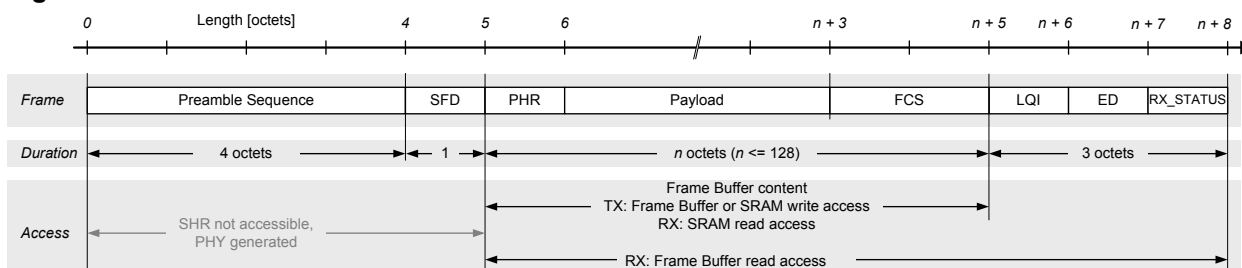 0 Length [octets] 4 5 6 n + 3 n + 5 n + 6 n + 7 n + 8
Frame Preamble Sequence SFD PHR Payload FCS LQI ED RX_STATUS
Duration 4 octets 1 n octets (n <= 128) 3 octets
Frame Buffer content
TX: Frame Buffer or SRAM write access
RX: SRAM read access
Access SHR not accessible,
PHY generated
RX: Frame Buffer read access